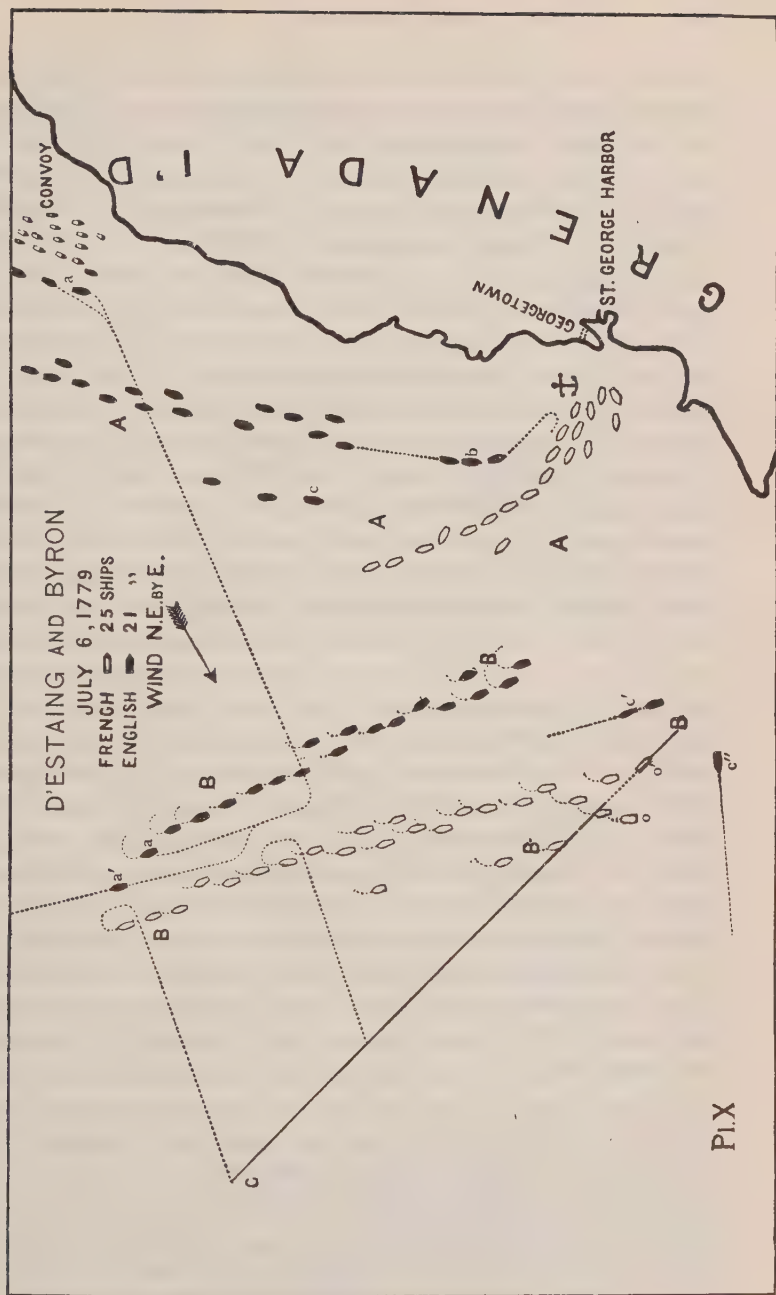 D'ESTAING AND BYRON
JULY 6, 1779
FRENCH 25 SHIPS
ENGLISH 21 ,,
WIND N.E. BY E.
CONVOY
a
A
GRENADA I'D
GEORGETOWN
ST. GEORGE HARBOR
c
b
A
A
B
a
a'
B
B
B
B
c'
c"
o
o
C
Pl.X